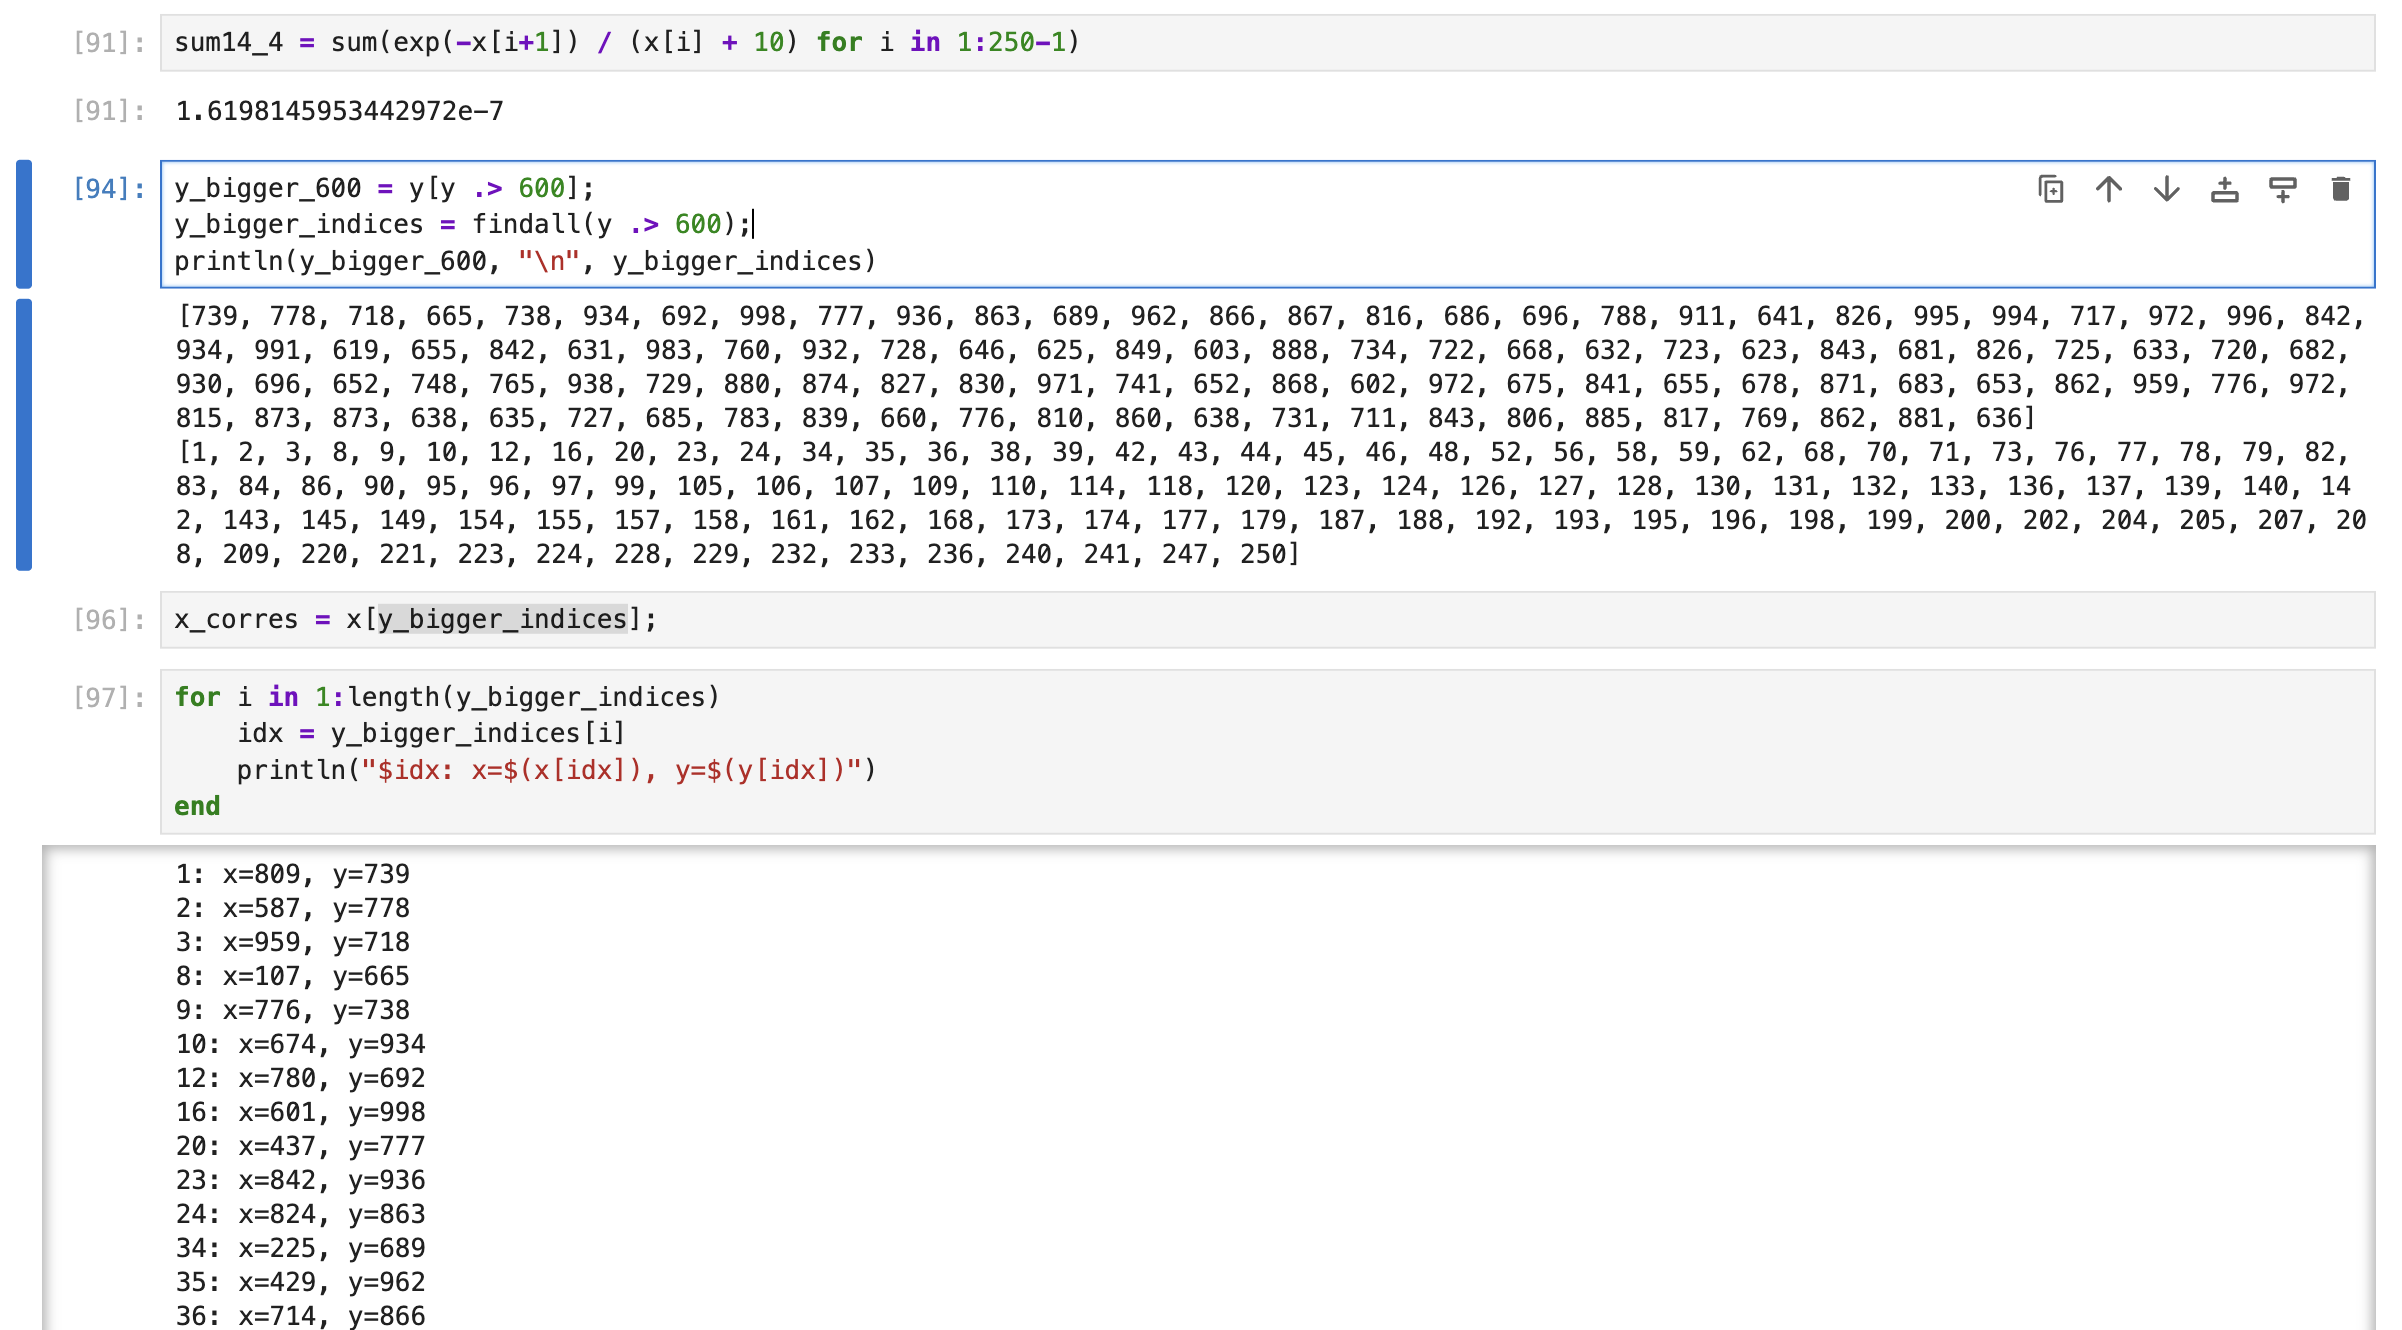 [91]: sum14_4 = sum(exp(-x[i+1]) / (x[i] + 10) for i in 1:250-1)
[91]: 1.6198145953442972e-7
[94]: y_bigger_600 = y[y .> 600];
y_bigger_indices = findall(y .> 600);
println(y_bigger_600, "\n", y_bigger_indices)
[739, 778, 718, 665, 738, 934, 692, 998, 777, 936, 863, 689, 962, 866, 867, 816, 686, 696, 788, 911, 641, 826, 995, 994, 717, 972, 996, 842,
934, 991, 619, 655, 842, 631, 983, 760, 932, 728, 646, 625, 849, 603, 888, 734, 722, 668, 632, 723, 623, 843, 681, 826, 725, 633, 720, 682,
930, 696, 652, 748, 765, 938, 729, 880, 874, 827, 830, 971, 741, 652, 868, 602, 972, 675, 841, 655, 678, 871, 683, 653, 862, 959, 776, 972,
815, 873, 873, 638, 635, 727, 685, 783, 839, 660, 776, 810, 860, 638, 731, 711, 843, 806, 885, 817, 769, 862, 881, 636]
[1, 2, 3, 8, 9, 10, 12, 16, 20, 23, 24, 34, 35, 36, 38, 39, 42, 43, 44, 45, 46, 48, 52, 56, 58, 59, 62, 68, 70, 71, 73, 76, 77, 78, 79, 82,
83, 84, 86, 90, 95, 96, 97, 99, 105, 106, 107, 109, 110, 114, 118, 120, 123, 124, 126, 127, 128, 130, 131, 132, 133, 136, 137, 139, 140, 14
2, 143, 145, 149, 154, 155, 157, 158, 161, 162, 168, 173, 174, 177, 179, 187, 188, 192, 193, 195, 196, 198, 199, 200, 202, 204, 205, 207, 20
8, 209, 220, 221, 223, 224, 228, 229, 232, 233, 236, 240, 241, 247, 250]
[96]: x_corres = x[y_bigger_indices];
[97]: for i in 1:length(y_bigger_indices)
    idx = y_bigger_indices[i]
    println("$idx: x=$(x[idx]), y=$(y[idx])")
end
1: x=809, y=739
2: x=587, y=778
3: x=959, y=718
8: x=107, y=665
9: x=776, y=738
10: x=674, y=934
12: x=780, y=692
16: x=601, y=998
20: x=437, y=777
23: x=842, y=936
24: x=824, y=863
34: x=225, y=689
35: x=429, y=962
36: x=714, y=866